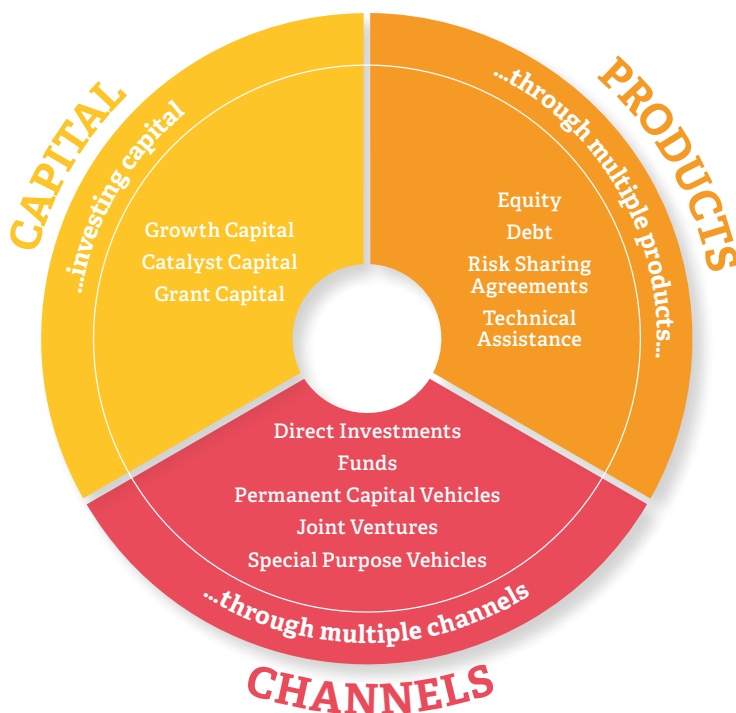 CAPITAL
...investing capital
Growth Capital
Catalyst Capital
Grant Capital
PRODUCTS
...through multiple products...
Equity
Debt
Risk Sharing
Agreements
Technical
Assistance
Direct Investments
Funds
Permanent Capital Vehicles
Joint Ventures
Special Purpose Vehicles
...through multiple channels
CHANNELS